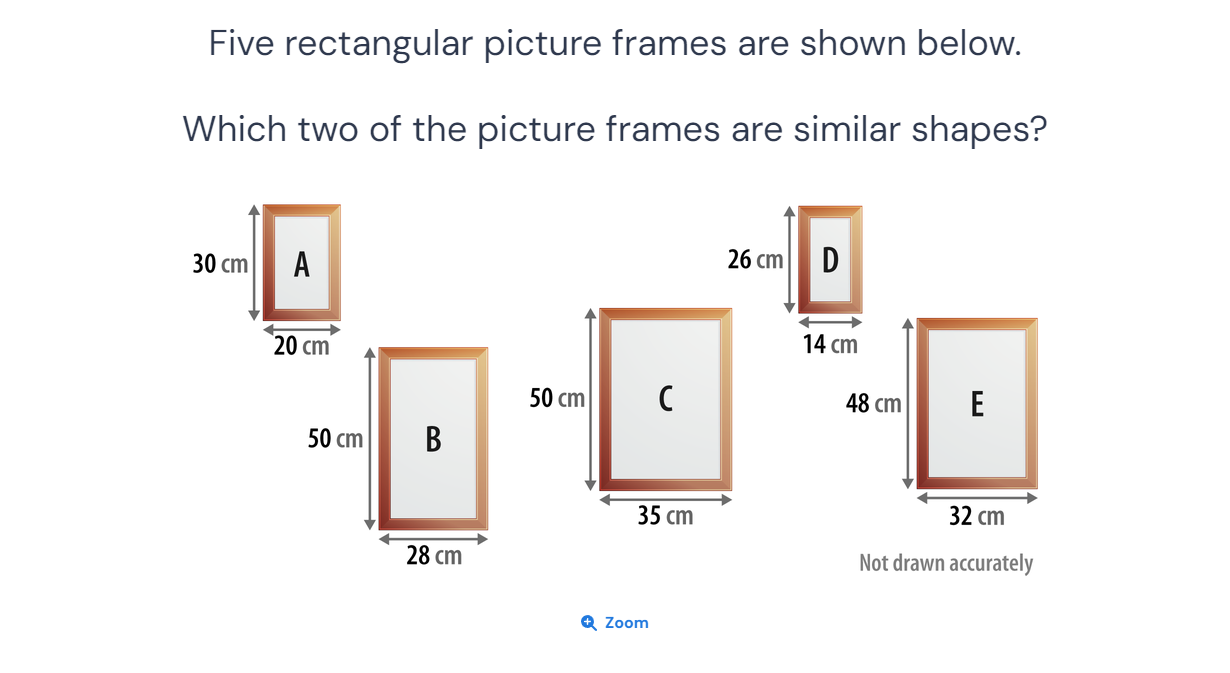 Five rectangular picture frames are shown below.
Which two of the picture frames are similar shapes?
30 cm
A
20 cm
50 cm
B
28 cm
50 cm
C
35 cm
26 cm
D
14 cm
48 cm
E
32 cm
Not drawn accurately
Zoom